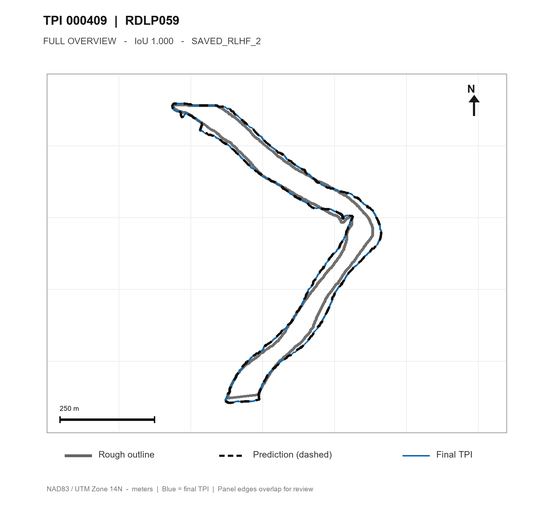 TPI 000409 | RDLP059
FULL OVERVIEW - IoU 1.000 - SAVED_RLHF_2
N
250 m
Rough outline
Prediction (dashed)
Final TPI
NAD83 / UTM Zone 14N - meters | Blue = final TPI | Panel edges overlap for review